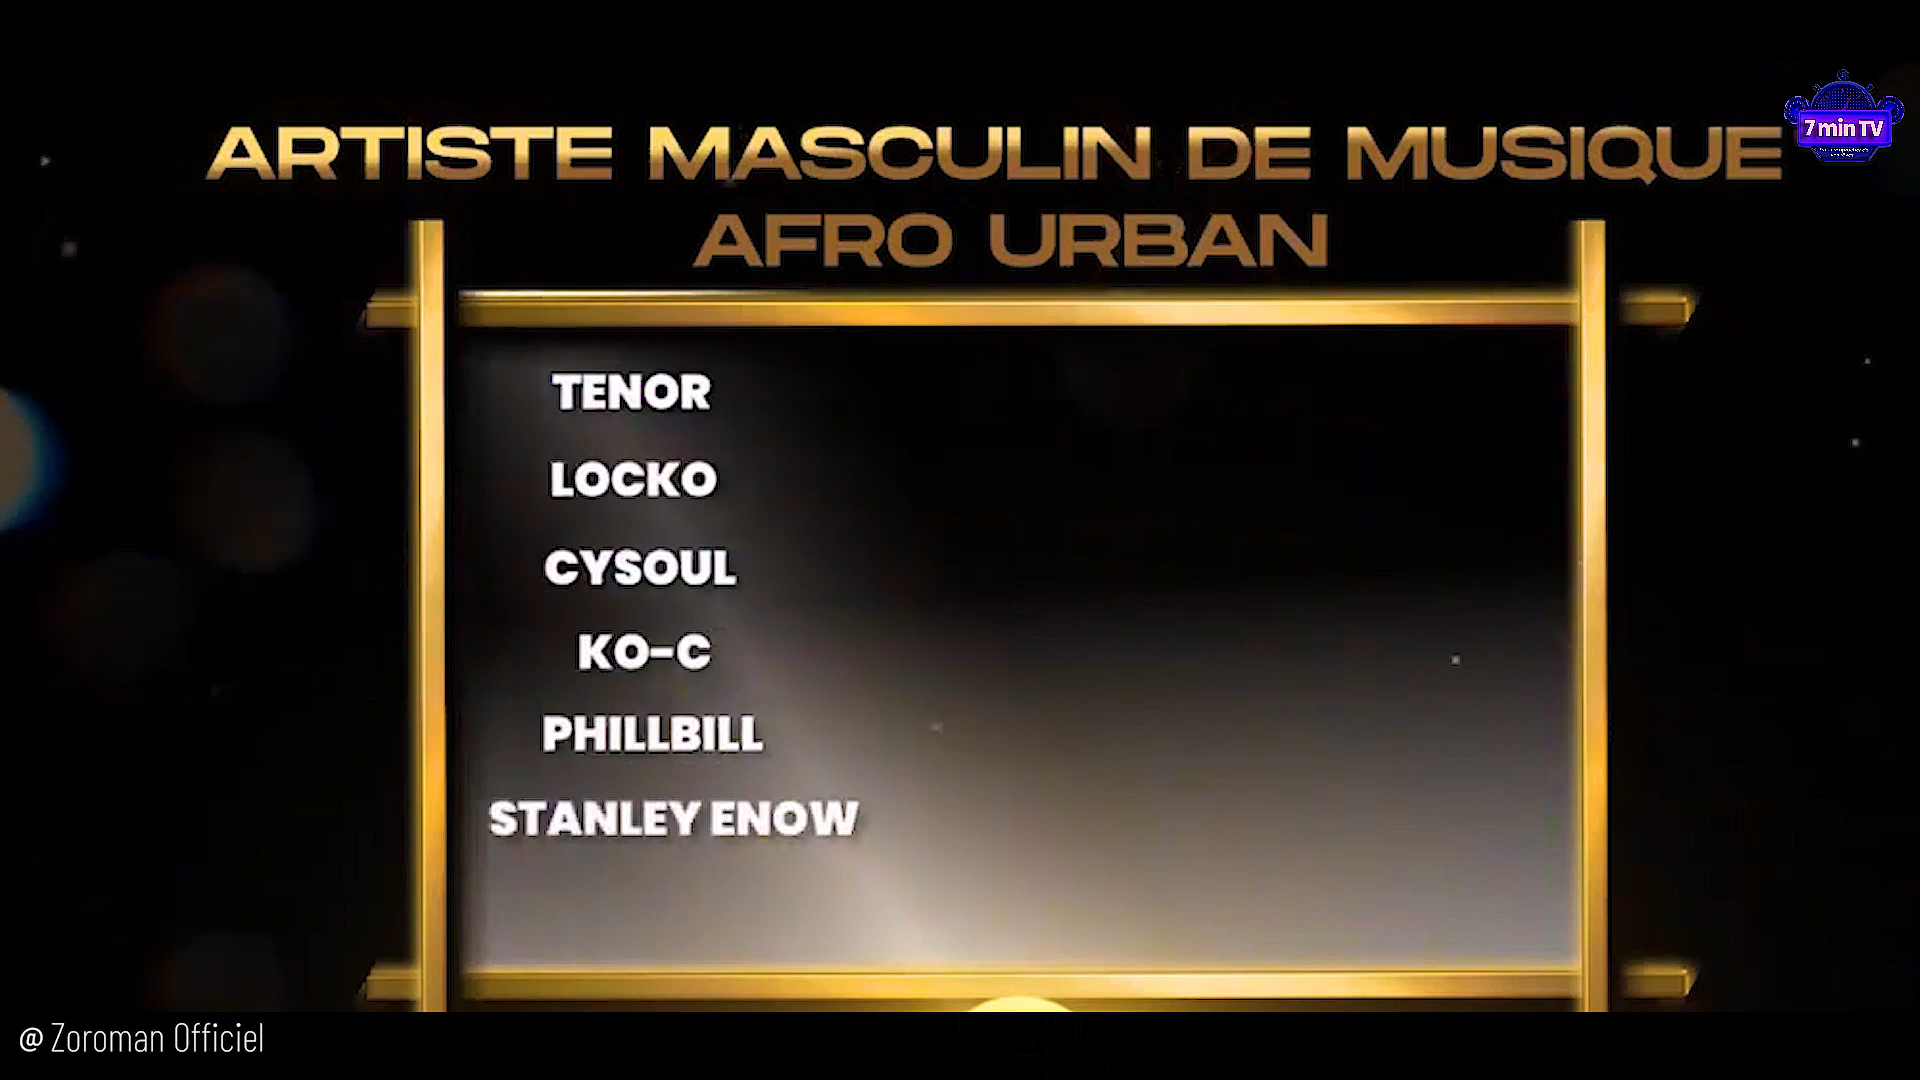 7 min TV
ARTISTE MASCULIN DE MUSIQUE
AFRO URBAN
TENOR
LOCKO
CYSOUL
KO-C
PHILLBILL
STANLEY ENOW
@ Zoroman Officiel